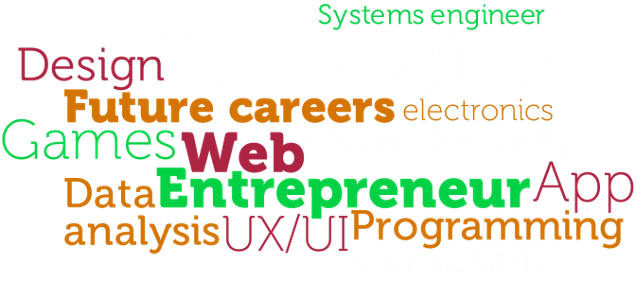 Systems engineer
Design
Future careers electronics
Games Web
Data Entrepreneur App
analysis UX/UI Programming